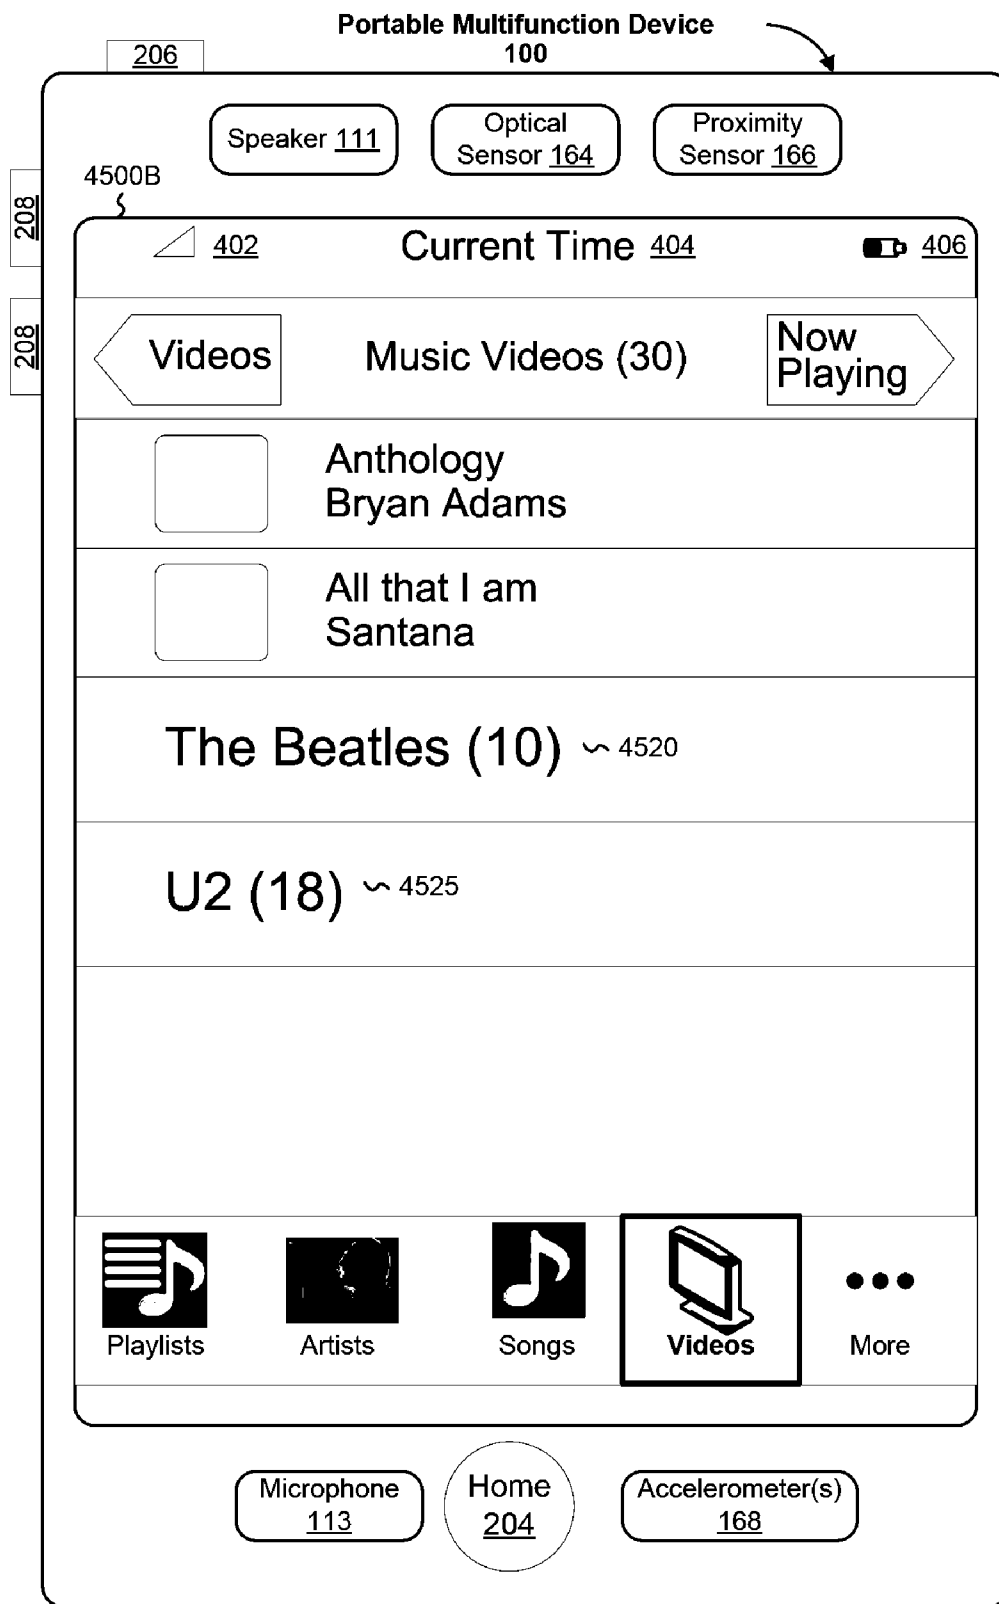 Portable Multifunction Device
100
206
Speaker 111
Optical
Sensor 164
Proximity
Sensor 166
4500B
208
208
402
Current Time 404
406
Videos
Music Videos (30)
Now
Playing
Anthology
Bryan Adams
All that I am
Santana
The Beatles (10)
4520
U2 (18)
4525
Playlists
Artists
Songs
Videos
More
Microphone
113
Home
204
Accelerometer(s)
168